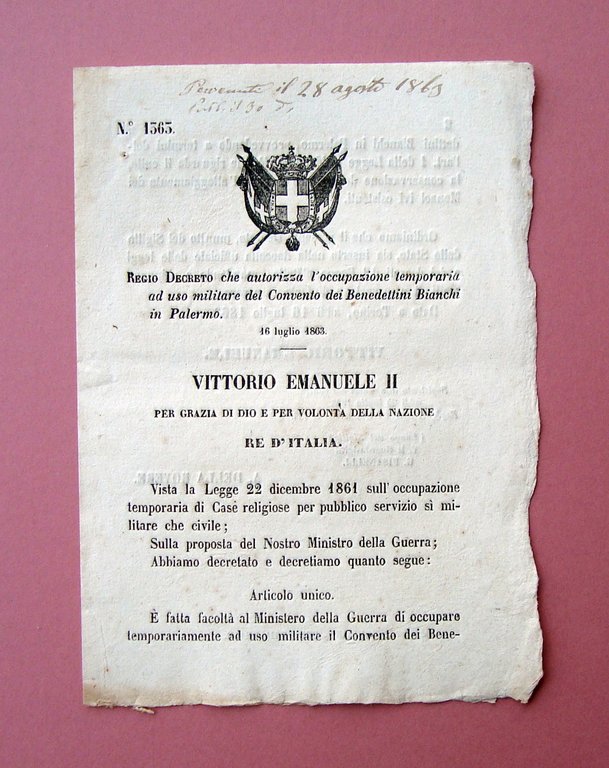 Pervenuto il 28 agosto 1863
N.° 1363.
REGIO DECRETO che autorizza l'occupazione temporaria
ad uso militare del Convento dei Benedettini Bianchi
in Palermo.
16 luglio 1863.
VITTORIO EMANUELE II
PER GRAZIA DI DIO E PER VOLONTÀ DELLA NAZIONE
RE D'ITALIA.
Vista la Legge 22 dicembre 1861 sull'occupazione
temporaria di Case religiose per pubblico servizio sì mi-
litare che civile;
Sulla proposta del Nostro Ministro della Guerra;
Abbiamo decretato e decretiamo quanto segue:
Articolo unico.
È fatta facoltà al Ministero della Guerra di occupare
temporariamente ad uso militare il Convento dei Bene-